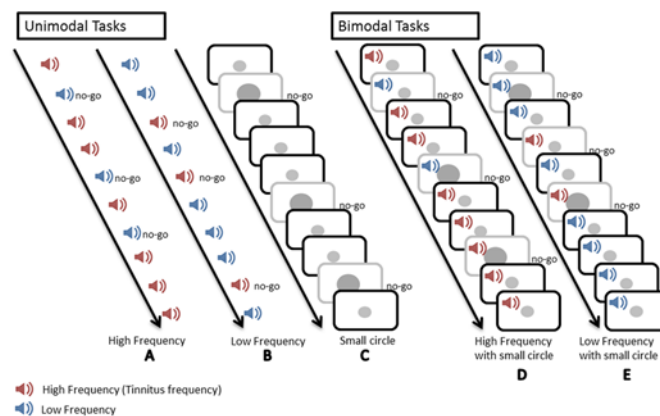 Unimodal Tasks
Bimodal Tasks
no-go
no-go
no-go
no-go
no-go
no-go
no-go
no-go
no-go
no-go
no-go
no-go
no-go
no-go
High Frequency
A
Low Frequency
B
Small circle
C
High Frequency
with small circle
D
Low Frequency
with small circle
E
High Frequency (Tinnitus frequency)
Low Frequency